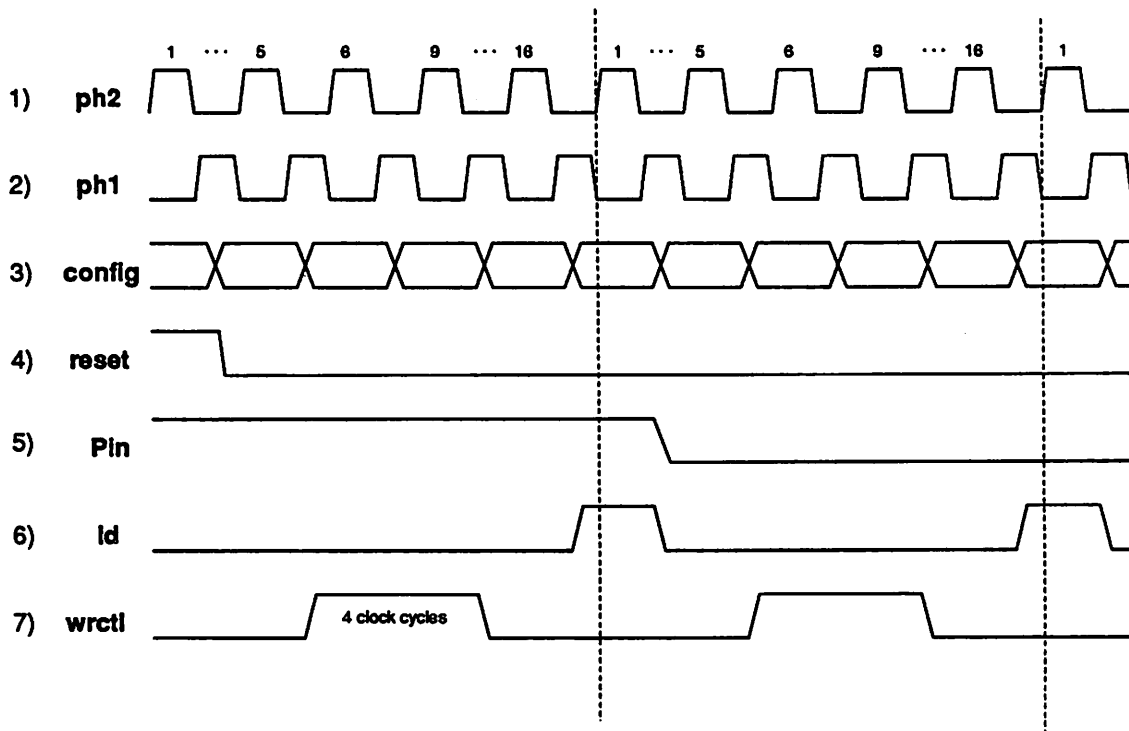 1 ··· 5 6 9 ··· 16 1 ··· 5 6 9 ··· 16 1
1) ph2
2) ph1
3) config
4) reset
5) Pin
6) ld
7) wrctl 4 clock cycles